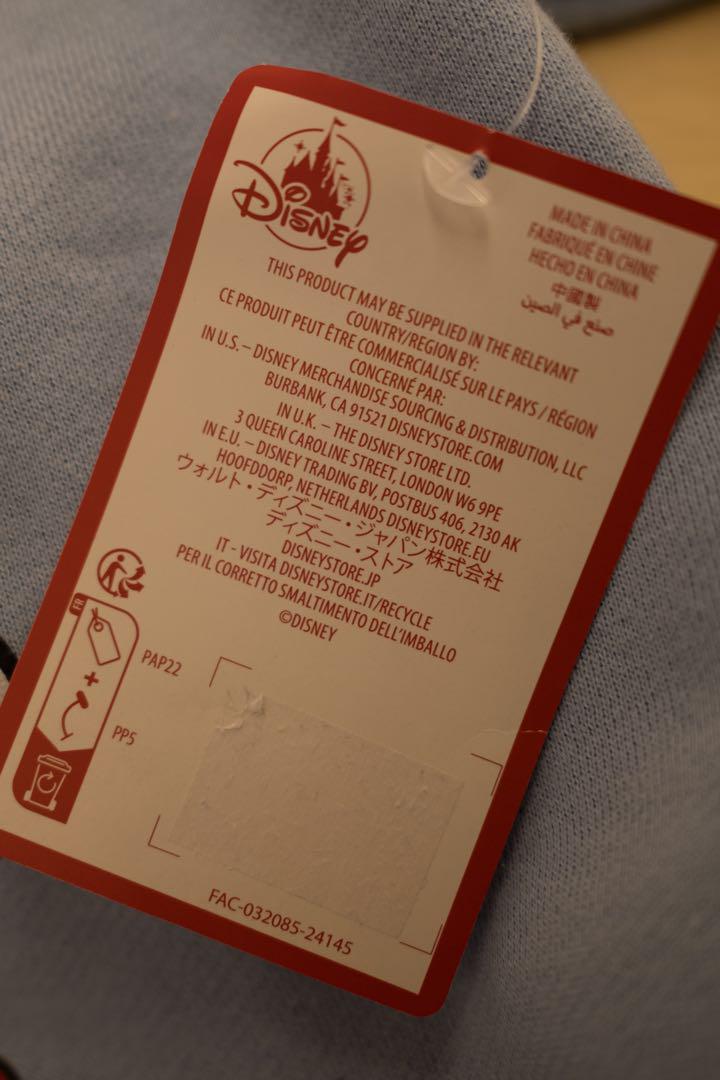 DISNEY
MADE IN CHINA
FABRIQUÉ EN CHINE
HECHO EN CHINA
中國製
صنع في الصين
THIS PRODUCT MAY BE SUPPLIED IN THE RELEVANT
COUNTRY/REGION BY:
CE PRODUIT PEUT ÊTRE COMMERCIALISÉ SUR LE PAYS / RÉGION
CONCERNÉ PAR:
IN U.S. – DISNEY MERCHANDISE SOURCING & DISTRIBUTION, LLC
BURBANK, CA 91521 DISNEYSTORE.COM
IN U.K. – THE DISNEY STORE LTD.
3 QUEEN CAROLINE STREET, LONDON W6 9PE
IN E.U. – DISNEY TRADING BV, POSTBUS 406, 2130 AK
HOOFDDORP, NETHERLANDS DISNEYSTORE.EU
ウォルト・ディズニー・ジャパン株式会社
ディズニー・ストア
DISNEYSTORE.JP
IT - VISITA DISNEYSTORE.IT/RECYCLE
PER IL CORRETTO SMALTIMENTO DELL'IMBALLO
©DISNEY
FR
PAP22
+
PP5
FAC-032085-24145